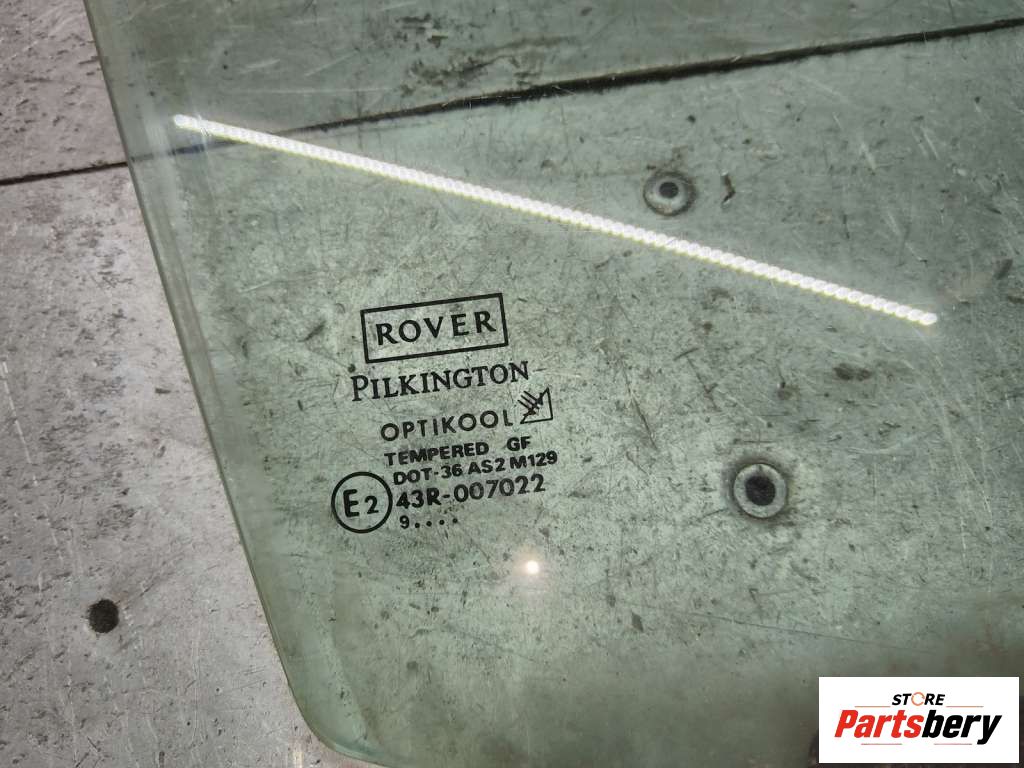 ROVER
PILKINGTON
OPTIKOOL
TEMPERED GF
DOT-36 AS2 M129
E2 43R-007022
9....
STORE
Partsbery